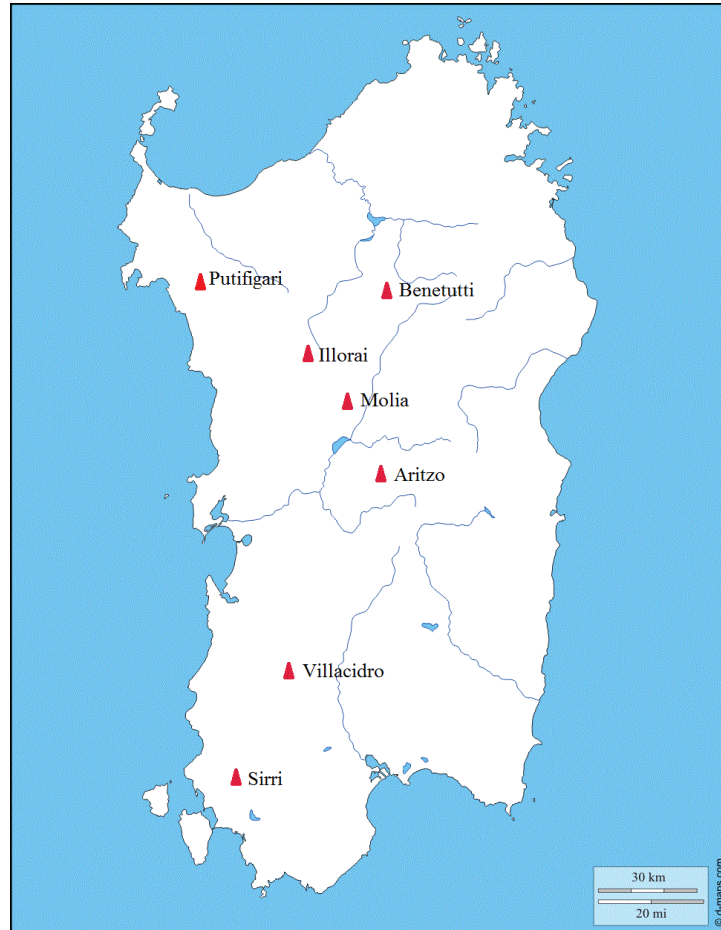 Putifigari
Benetutti
Illorai
Molia
Aritzo
Villacidro
Sirri
30 km
20 mi
© d-maps.com